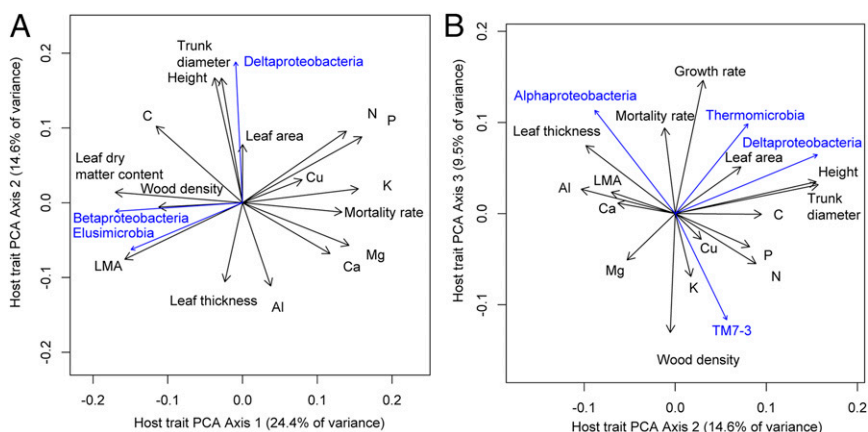 A
0.2
0.1
0.0
-0.1
-0.2
Host trait PCA Axis 2 (14.6% of variance)
Trunk
diameter
Height
Deltaproteobacteria
C
N
P
Leaf area
Leaf dry
matter content
Wood density
Cu
K
Mortality rate
Betaproteobacteria
Elusimicrobia
LMA
Mg
Ca
Leaf thickness
Al
-0.2
-0.1
0.0
0.1
0.2
Host trait PCA Axis 1 (24.4% of variance)
B
0.2
0.1
0.0
-0.1
Host trait PCA Axis 3 (9.5% of variance)
Growth rate
Alphaproteobacteria
Mortality rate
Thermomicrobia
Leaf thickness
Deltaproteobacteria
Leaf area
Height
Al
LMA
Trunk
diameter
Ca
C
Cu
P
Mg
N
K
TM7-3
Wood density
-0.2
-0.1
0.0
0.1
0.2
Host trait PCA Axis 2 (14.6% of variance)